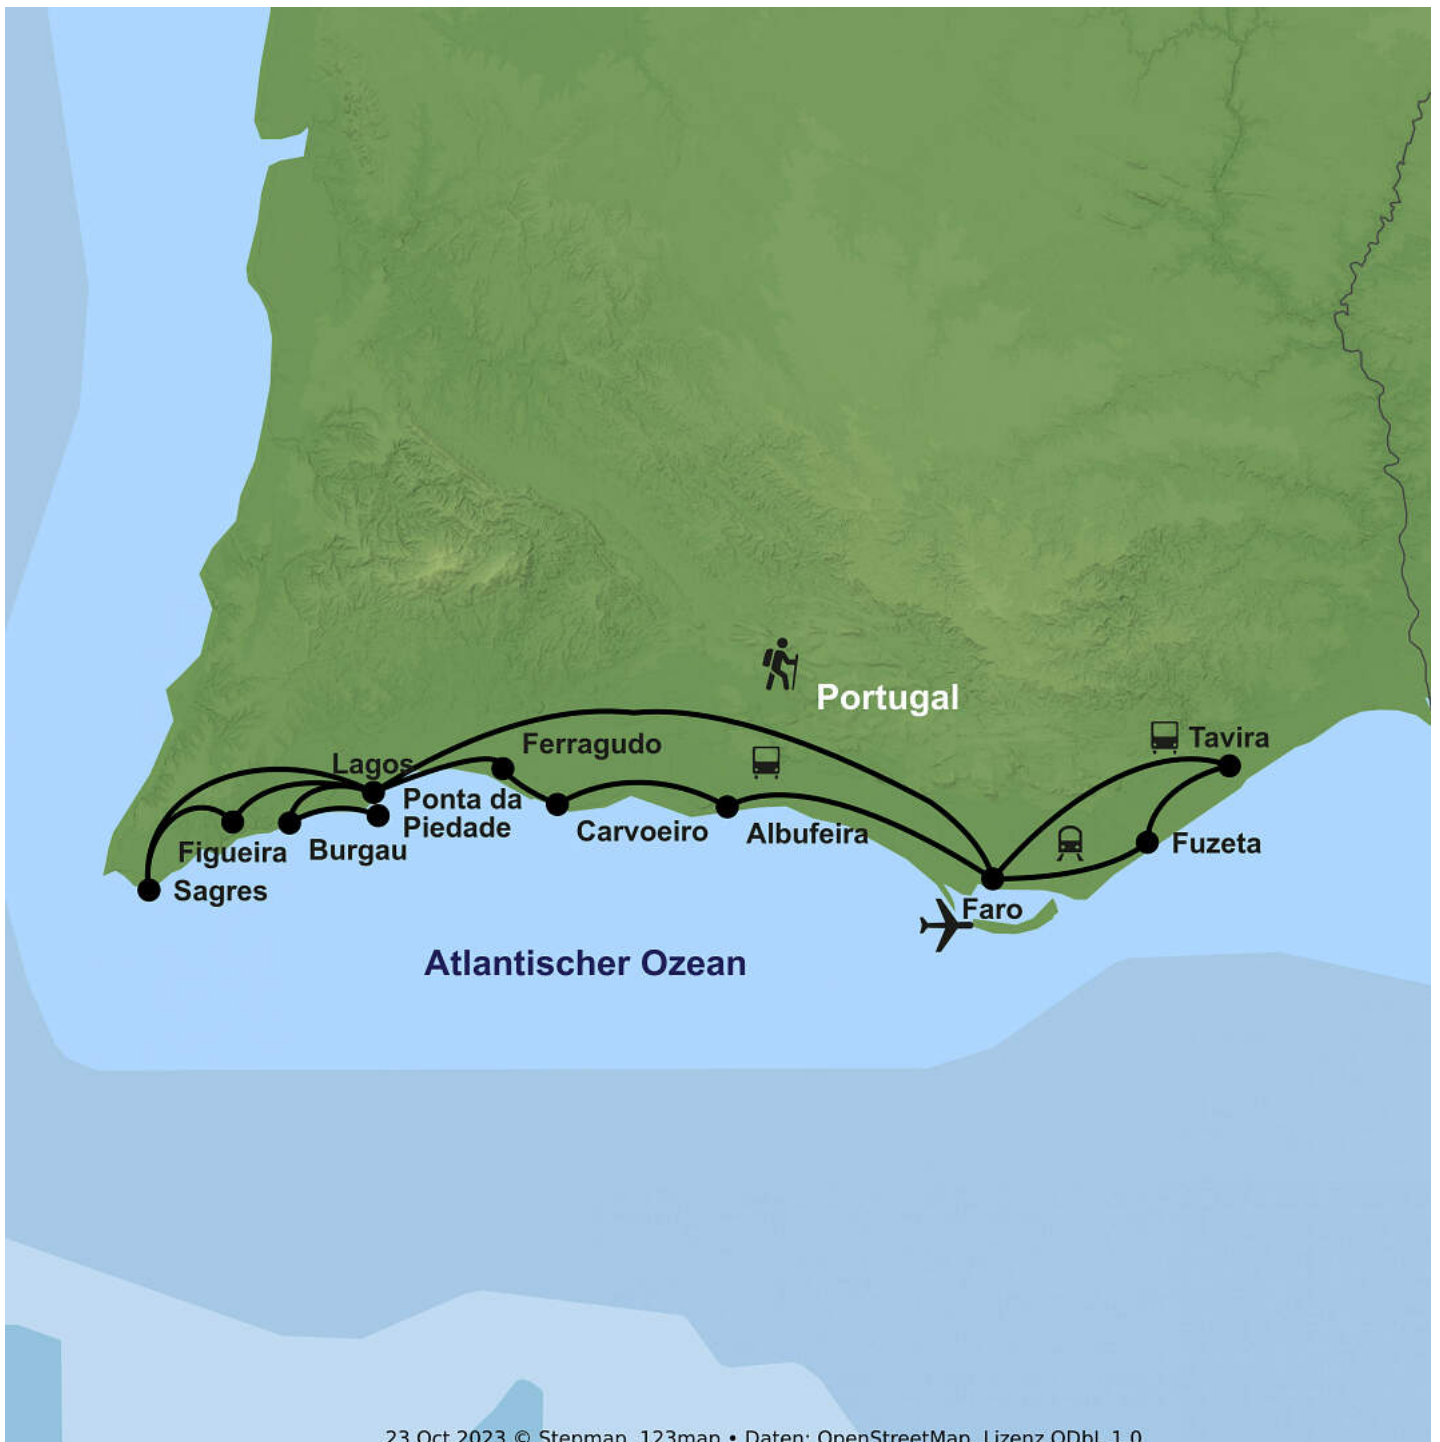 Portugal
Tavira
Ferragudo
Lagos
Ponta da
Piedade
Carvoeiro
Albufeira
Fuzeta
Figueira
Burgau
Sagres
Faro
Atlantischer Ozean
23 Oct 2023 © Stepmap, 123map • Daten: OpenStreetMap, Lizenz ODbL 1.0